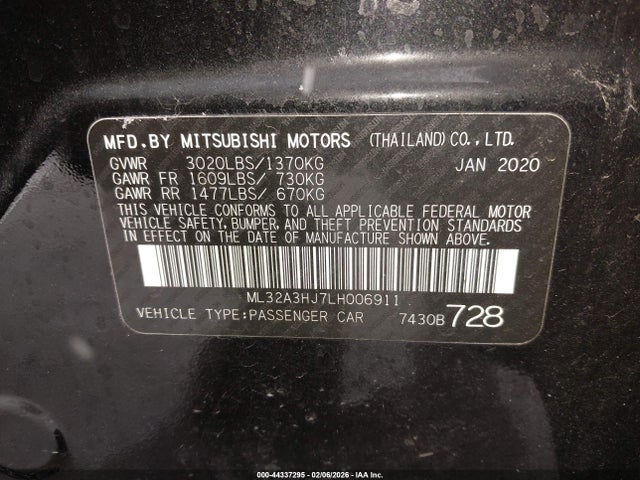 MFD.BY MITSUBISHI MOTORS (THAILAND) CO., LTD.
GVWR 3020LBS/1370KG JAN 2020
GAWR FR 1609LBS/ 730KG
GAWR RR 1477LBS/ 670KG
THIS VEHICLE CONFORMS TO ALL APPLICABLE FEDERAL MOTOR
VEHICLE SAFETY, BUMPER, AND THEFT PREVENTION STANDARDS
IN EFFECT ON THE DATE OF MANUFACTURE SHOWN ABOVE.
ML32A3HJ7LH006911
VEHICLE TYPE:PASSENGER CAR 7430B 728
000-44337295 - 02/06/2026 - IAA Inc.